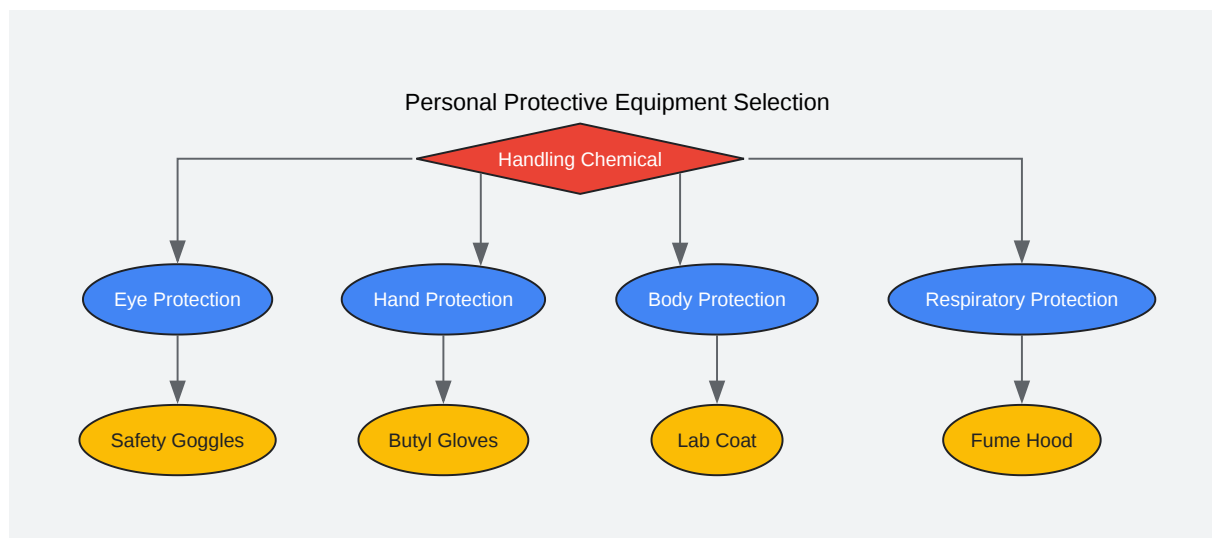 Personal Protective Equipment Selection
Handling Chemical
Eye Protection
Hand Protection
Body Protection
Respiratory Protection
Safety Goggles
Butyl Gloves
Lab Coat
Fume Hood